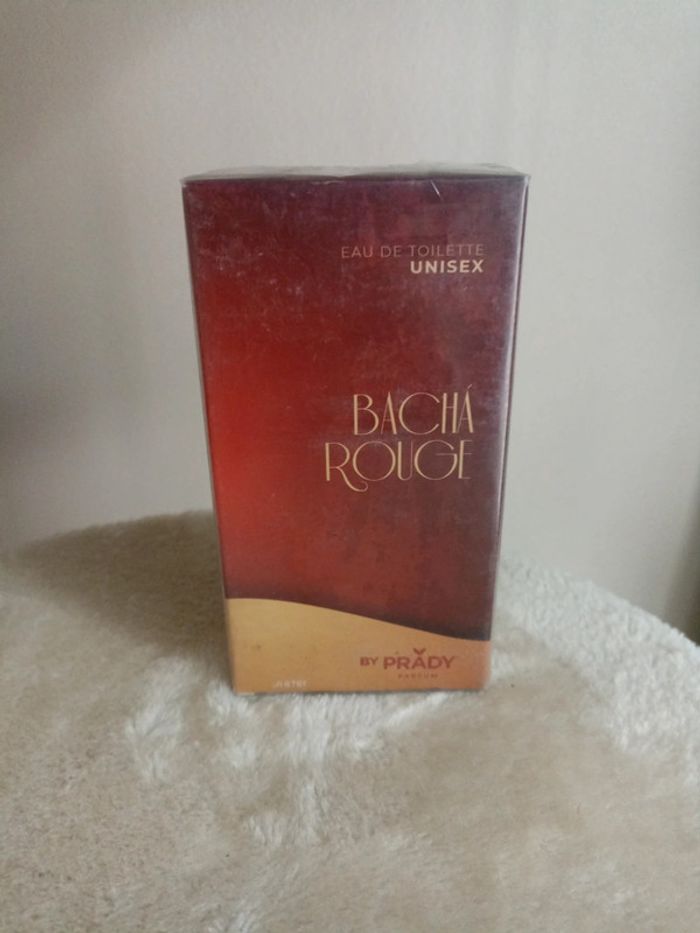 EAU DE TOILETTE
UNISEX
BACHÁ
ROUGE
BY PRADY
PARFUM